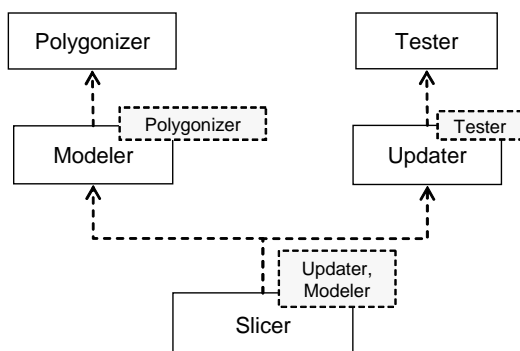 Polygonizer
Tester
Polygonizer
Tester
Modeler
Updater
Updater,
Modeler
Slicer